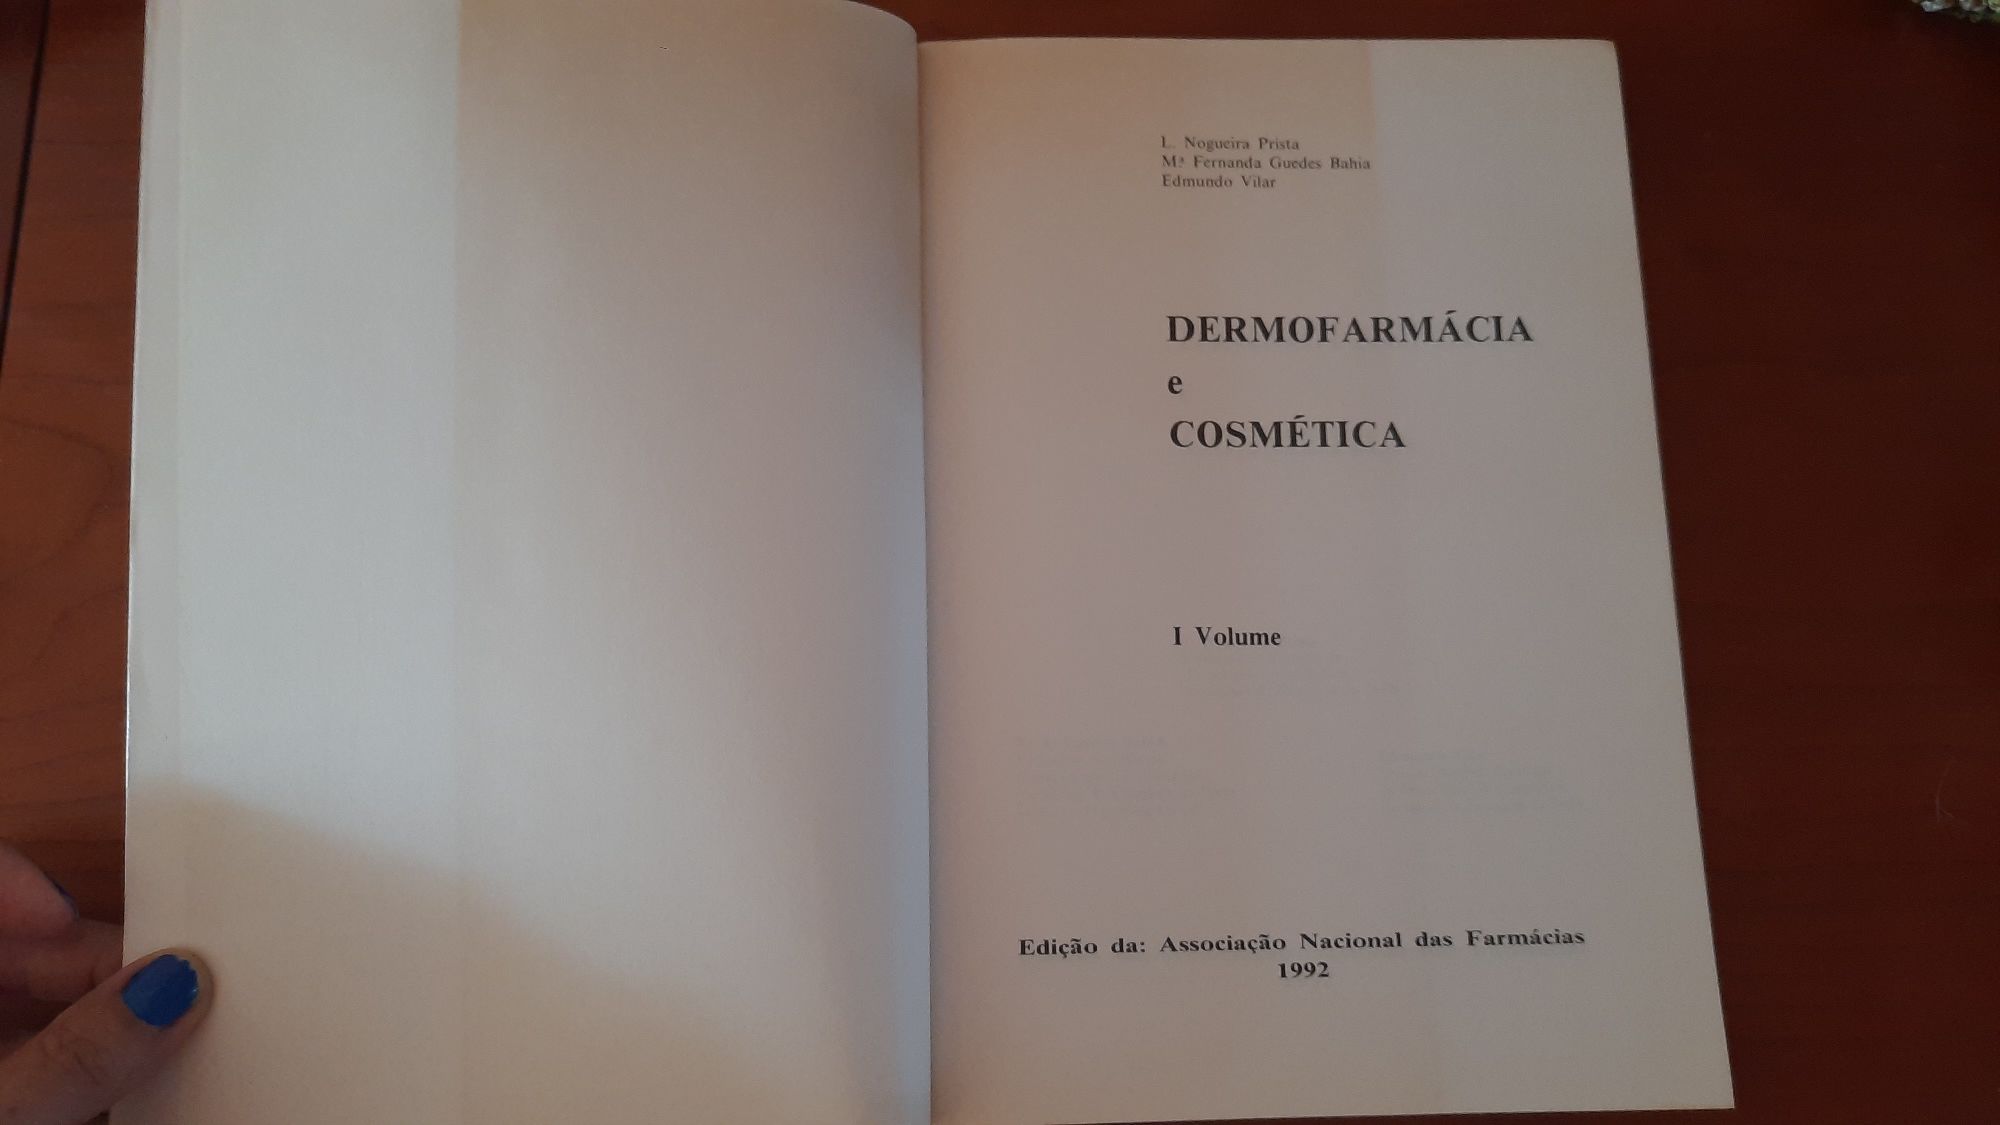 L. Nogueira Prista
Mª Fernanda Guedes Bahia
Edmundo Vilar
DERMOFARMÁCIA
e
COSMÉTICA
I Volume
Edição da: Associação Nacional das Farmácias
1992